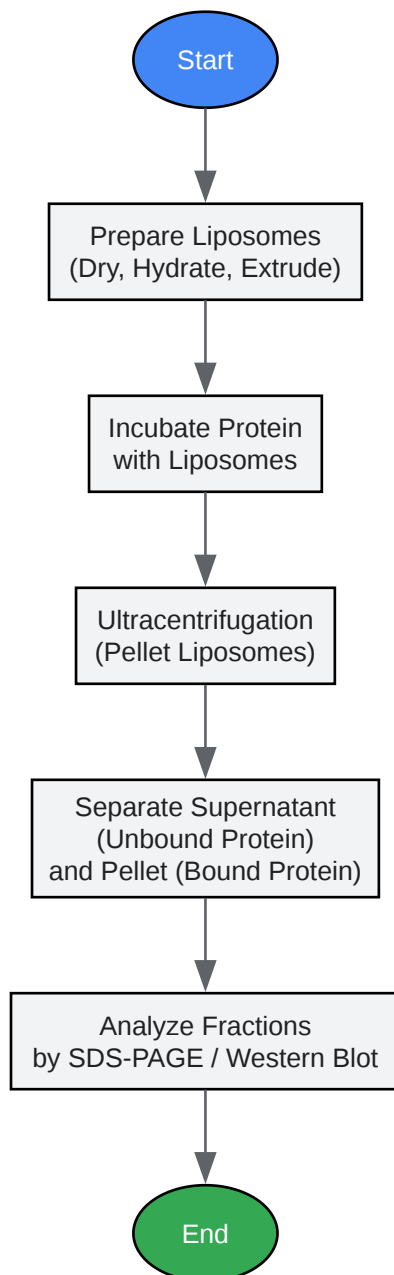 Start
Prepare Liposomes
(Dry, Hydrate, Extrude)
Incubate Protein
with Liposomes
Ultracentrifugation
(Pellet Liposomes)
Separate Supernatant
(Unbound Protein)
and Pellet (Bound Protein)
Analyze Fractions
by SDS-PAGE / Western Blot
End